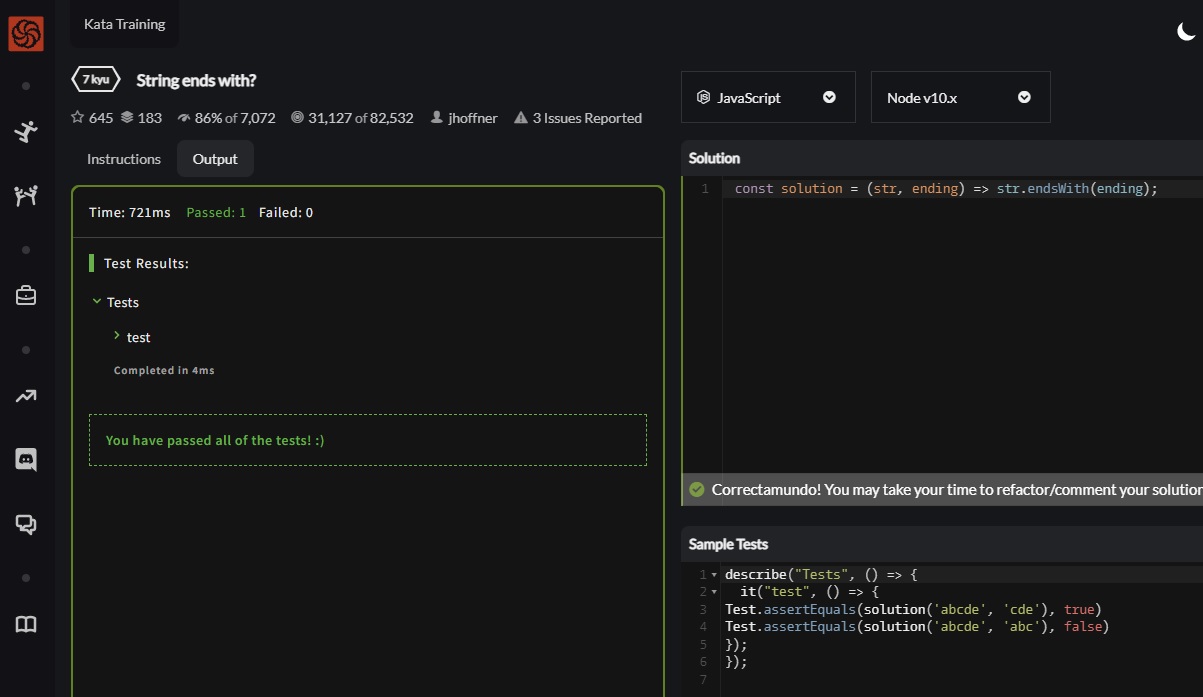 Kata Training
7 kyu String ends with?
645 183 86% of 7,072 31,127 of 82,532 jhoffner 3 Issues Reported
Instructions Output
Time: 721ms Passed: 1 Failed: 0
Test Results:
Tests
test
Completed in 4ms
You have passed all of the tests! :)
JavaScript Node v10.x
Solution
1 const solution = (str, ending) => str.endsWith(ending);
Correctamundo! You may take your time to refactor/comment your solution
Sample Tests
1 describe("Tests", () => {
2 it("test", () => {
3 Test.assertEquals(solution('abcde', 'cde'), true)
4 Test.assertEquals(solution('abcde', 'abc'), false)
5 });
6 });
7